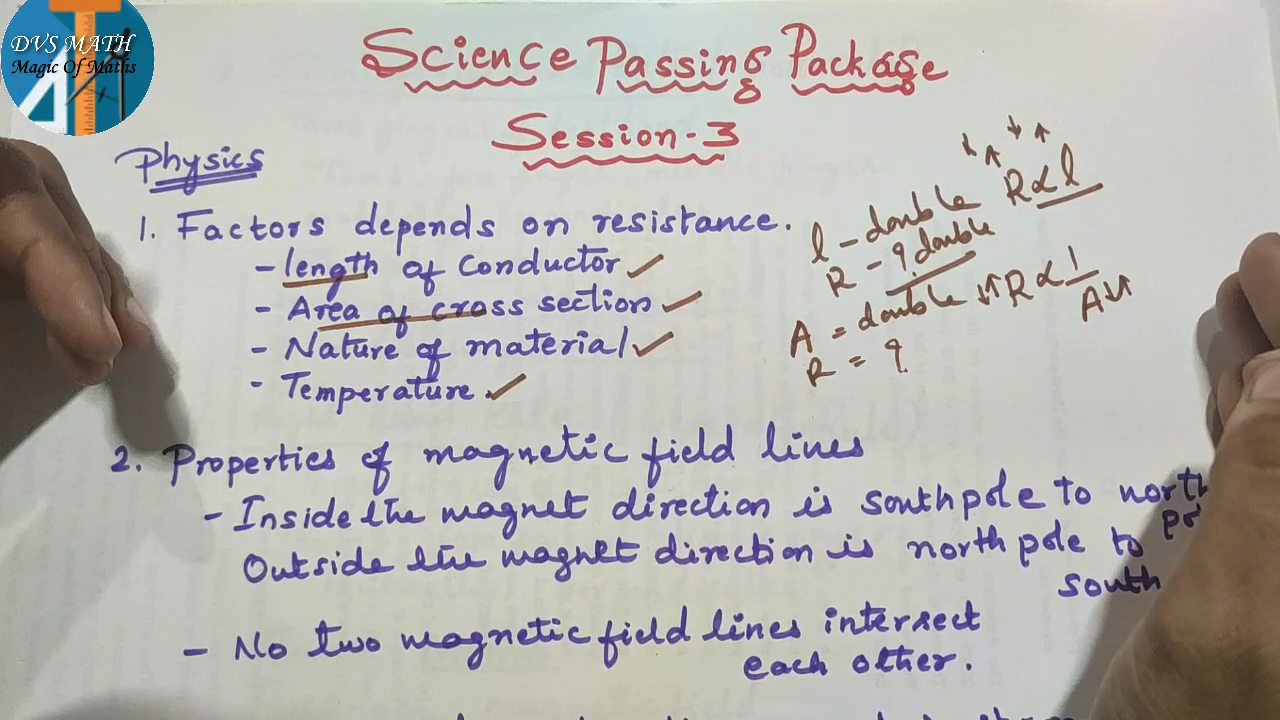 DVS MATH
Magic Of Maths
Science Passing Package
Session-3
Physics
1. Factors depends on resistance.
- length of conductor ✓
- Area of cross section ✓
- Nature of material ✓
- Temperature ✓
↓↑ ↓↑
R∝l
l - double
R - ? double
A = double ↓↑ R∝1/A ↓↑
R = ?
2. Properties of magnetic field lines
- Inside the magnet direction is southpole to north
Outside the magnet direction is north pole to
south
- No two magnetic field lines intersect
each other.